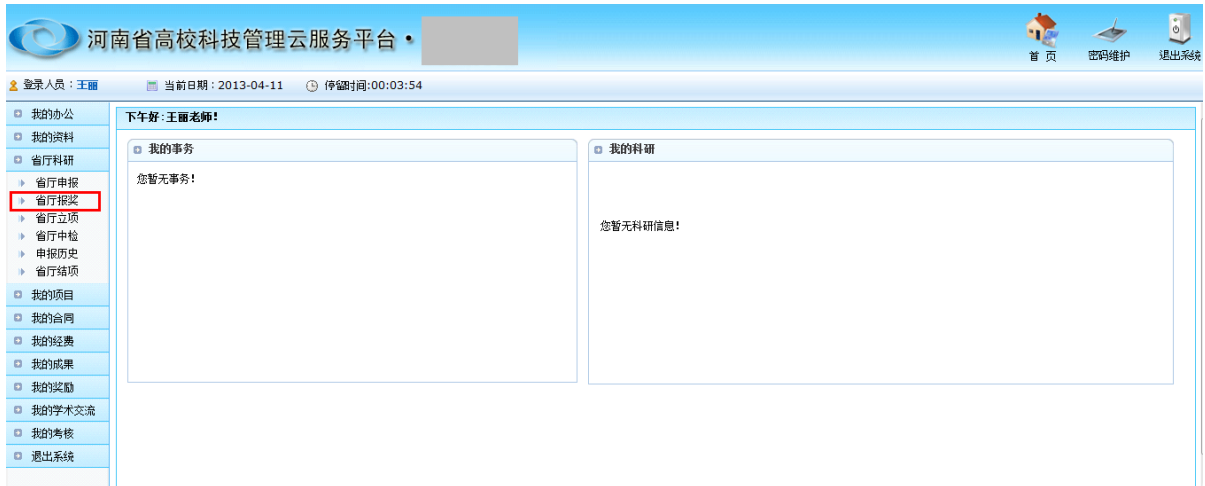 河南省高校科技管理云服务平台·
首 页
密码维护
退出系统
登录人员：王丽
当前日期：2013-04-11
停留时间:00:03:54
我的办公
我的资料
省厅科研
省厅申报
省厅报奖
省厅立项
省厅中检
申报历史
省厅结项
我的项目
我的合同
我的经费
我的成果
我的奖励
我的学术交流
我的考核
退出系统
下午好:王丽老师!
我的事务
您暂无事务!
我的科研
您暂无科研信息!